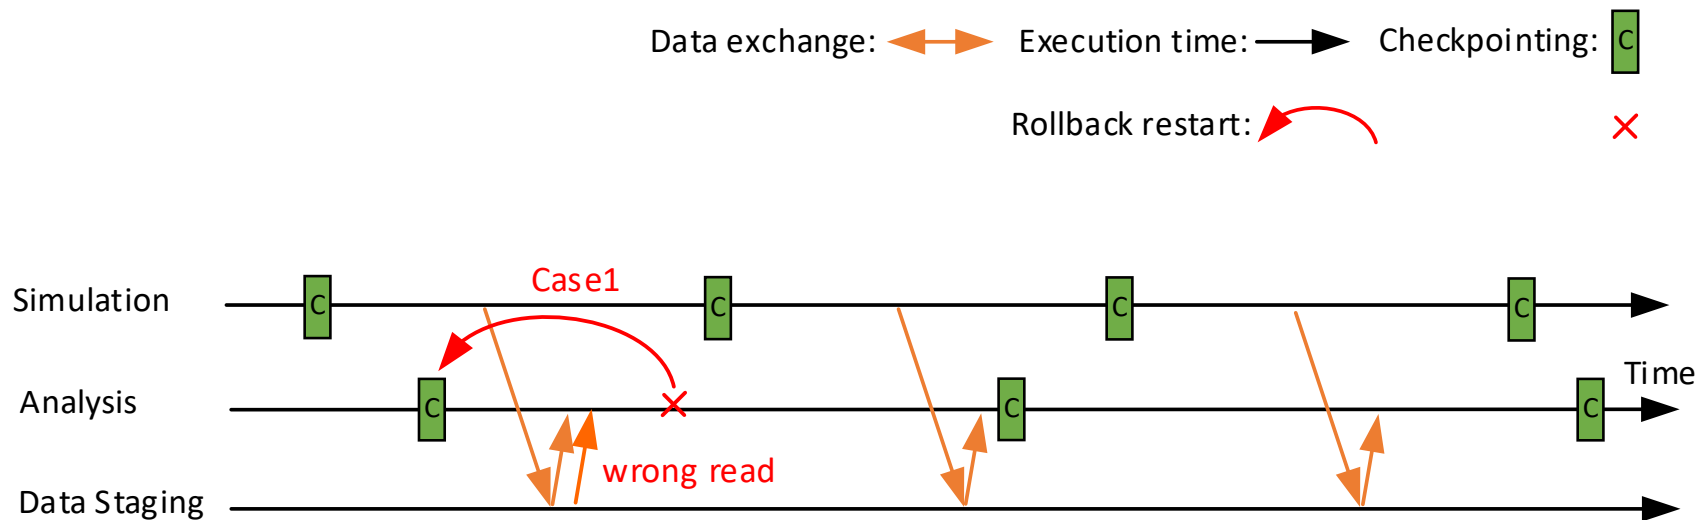 Data exchange: Execution time: Checkpointing: C
Rollback restart:
Case1
Simulation C C C C
Time
Analysis C C C
wrong read
Data Staging